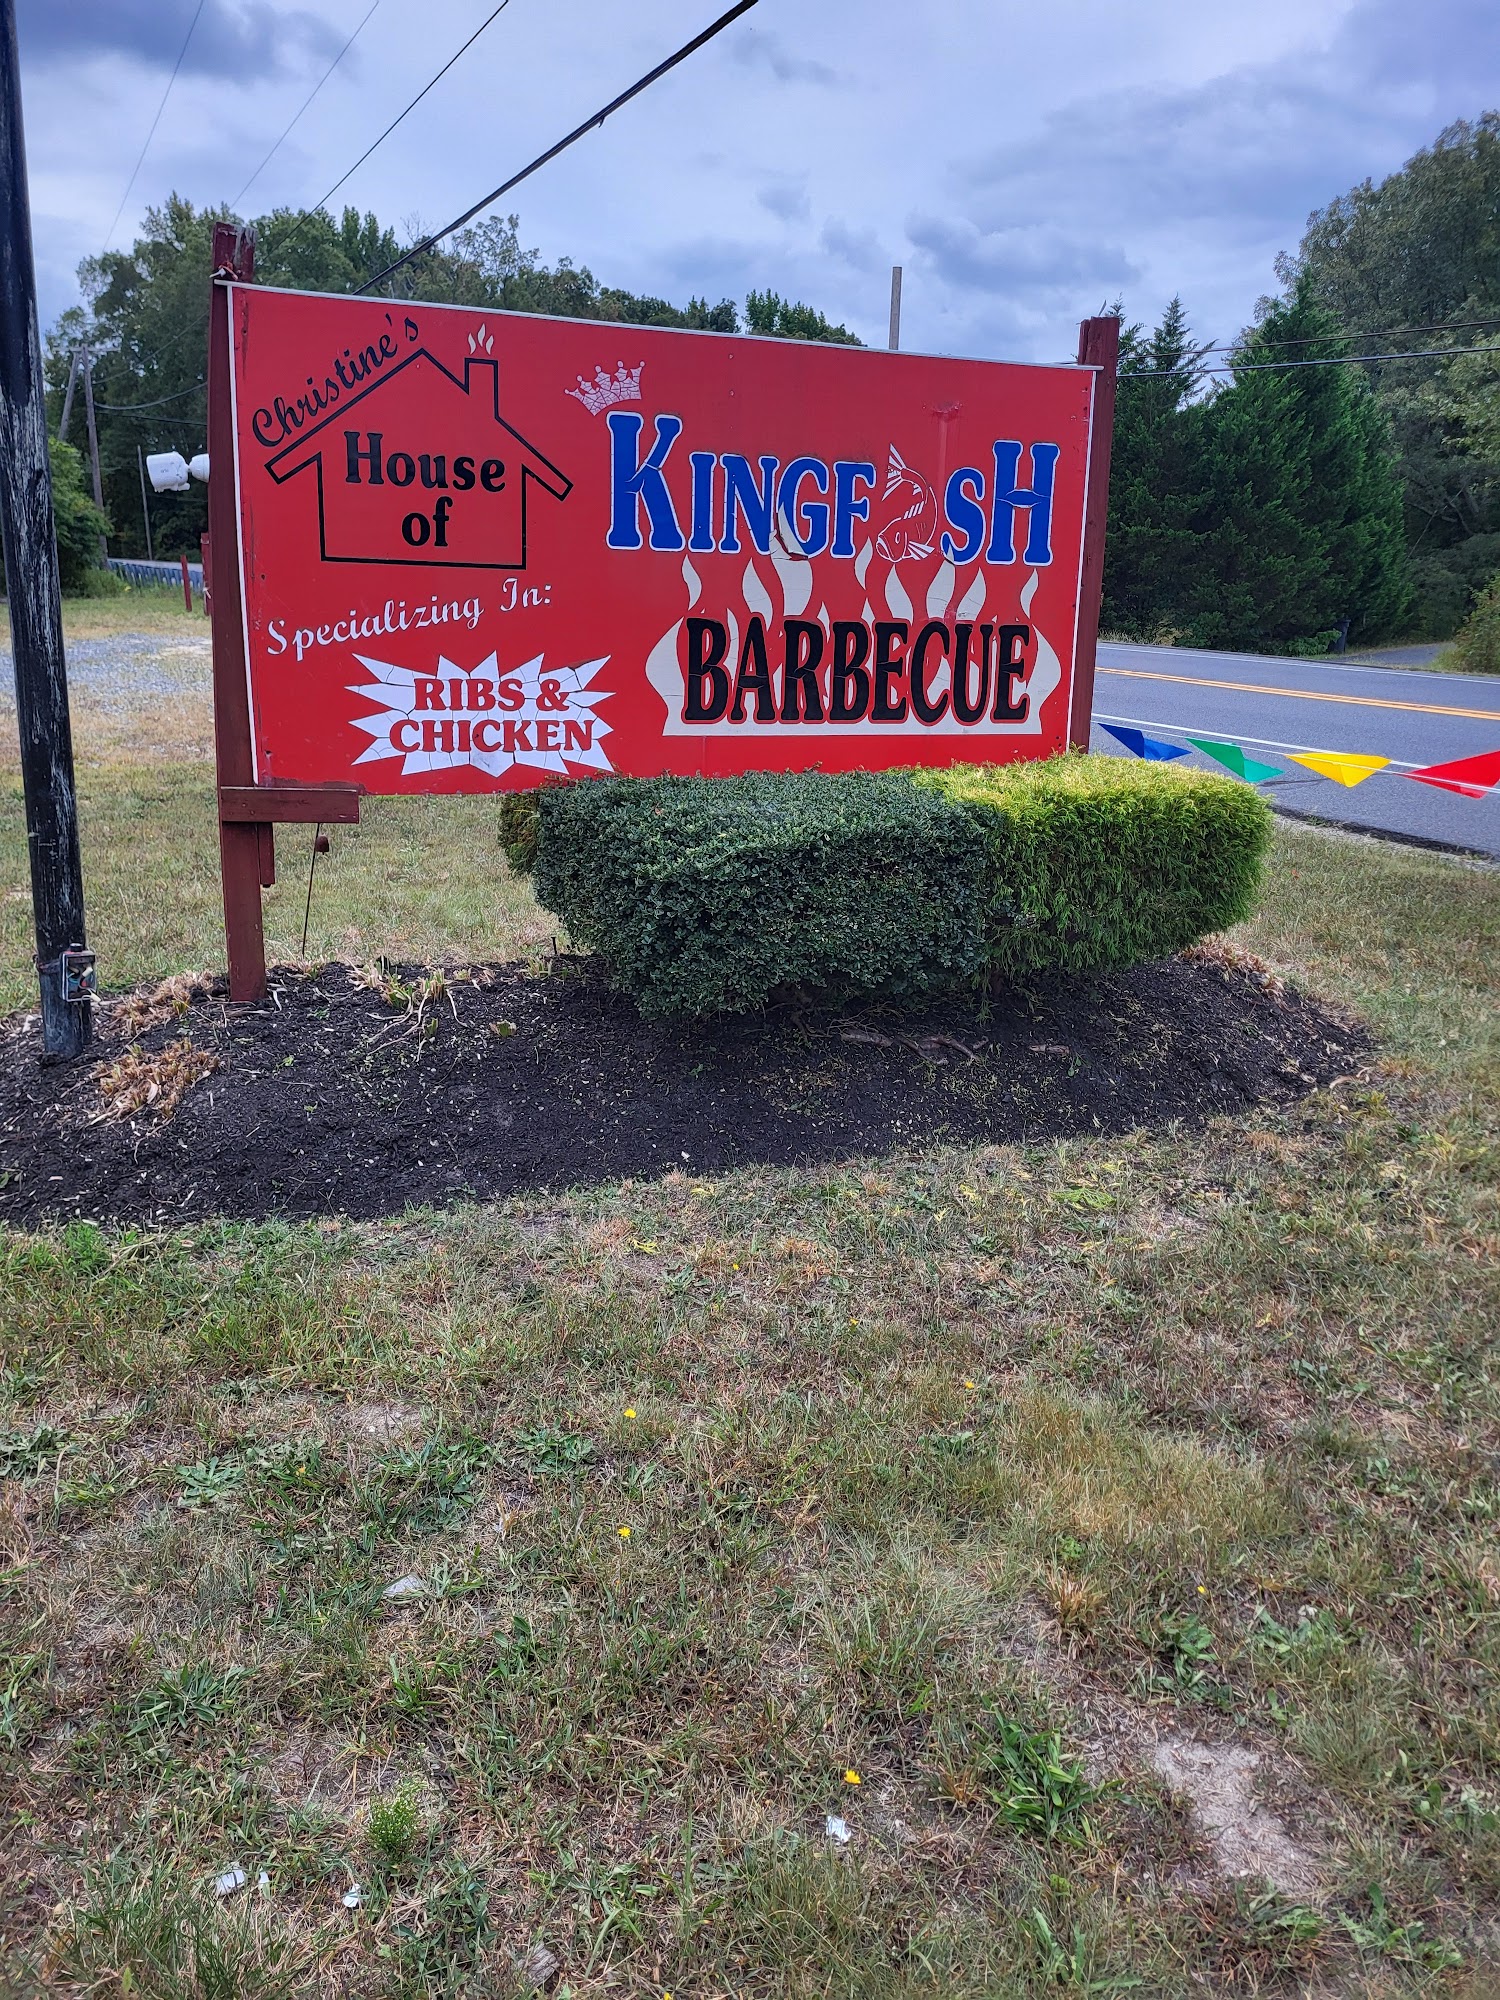 Christine's
House
of
KINGFISH
BARBECUE
Specializing In:
RIBS &
CHICKEN